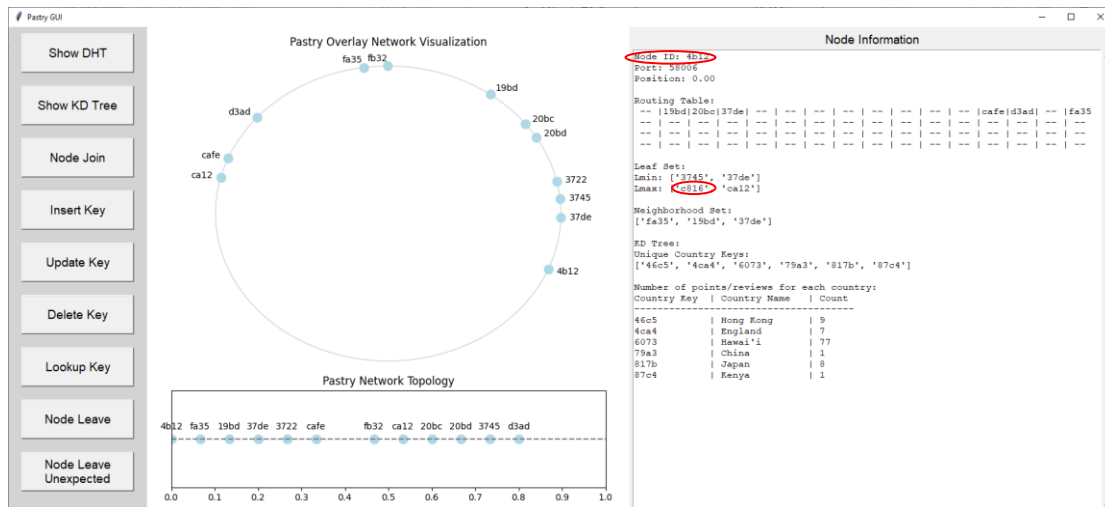 Pastry GUI
Show DHT
Show KD Tree
Node Join
Insert Key
Update Key
Delete Key
Lookup Key
Node Leave
Node Leave
Unexpected
Pastry Overlay Network Visualization
fa35 fb32
19bd
d3ad
20bc
20bd
cafe
ca12
3722
3745
37de
4b12
Pastry Network Topology
4b12 fa35 19bd 37de 3722 cafe fb32 ca12 20bc 20bd 3745 d3ad
0.0 0.1 0.2 0.3 0.4 0.5 0.6 0.7 0.8 0.9 1.0
Node Information
Node ID: 4b12
Port: 58006
Position: 0.00
Routing Table:
-- |19bd|20bc|37de| -- | -- | -- | -- | -- | -- | -- | -- |cafe|d3ad| -- |fa35
-- | -- | -- | -- | -- | -- | -- | -- | -- | -- | -- | -- | -- | -- | -- | --
-- | -- | -- | -- | -- | -- | -- | -- | -- | -- | -- | -- | -- | -- | -- | --
-- | -- | -- | -- | -- | -- | -- | -- | -- | -- | -- | -- | -- | -- | -- | --
Leaf Set:
Lmin: ['3745', '37de']
Lmax: ['c816', 'ca12']
Neighborhood Set:
['fa35', '19bd', '37de']
KD Tree:
Unique Country Keys:
['46c5', '4ca4', '6073', '79a3', '817b', '87c4']
Number of points/reviews for each country:
Country Key | Country Name | Count
----------------------------------------
46c5 | Hong Kong | 9
4ca4 | England | 7
6073 | Hawai'i | 77
79a3 | China | 1
817b | Japan | 8
87c4 | Kenya | 1